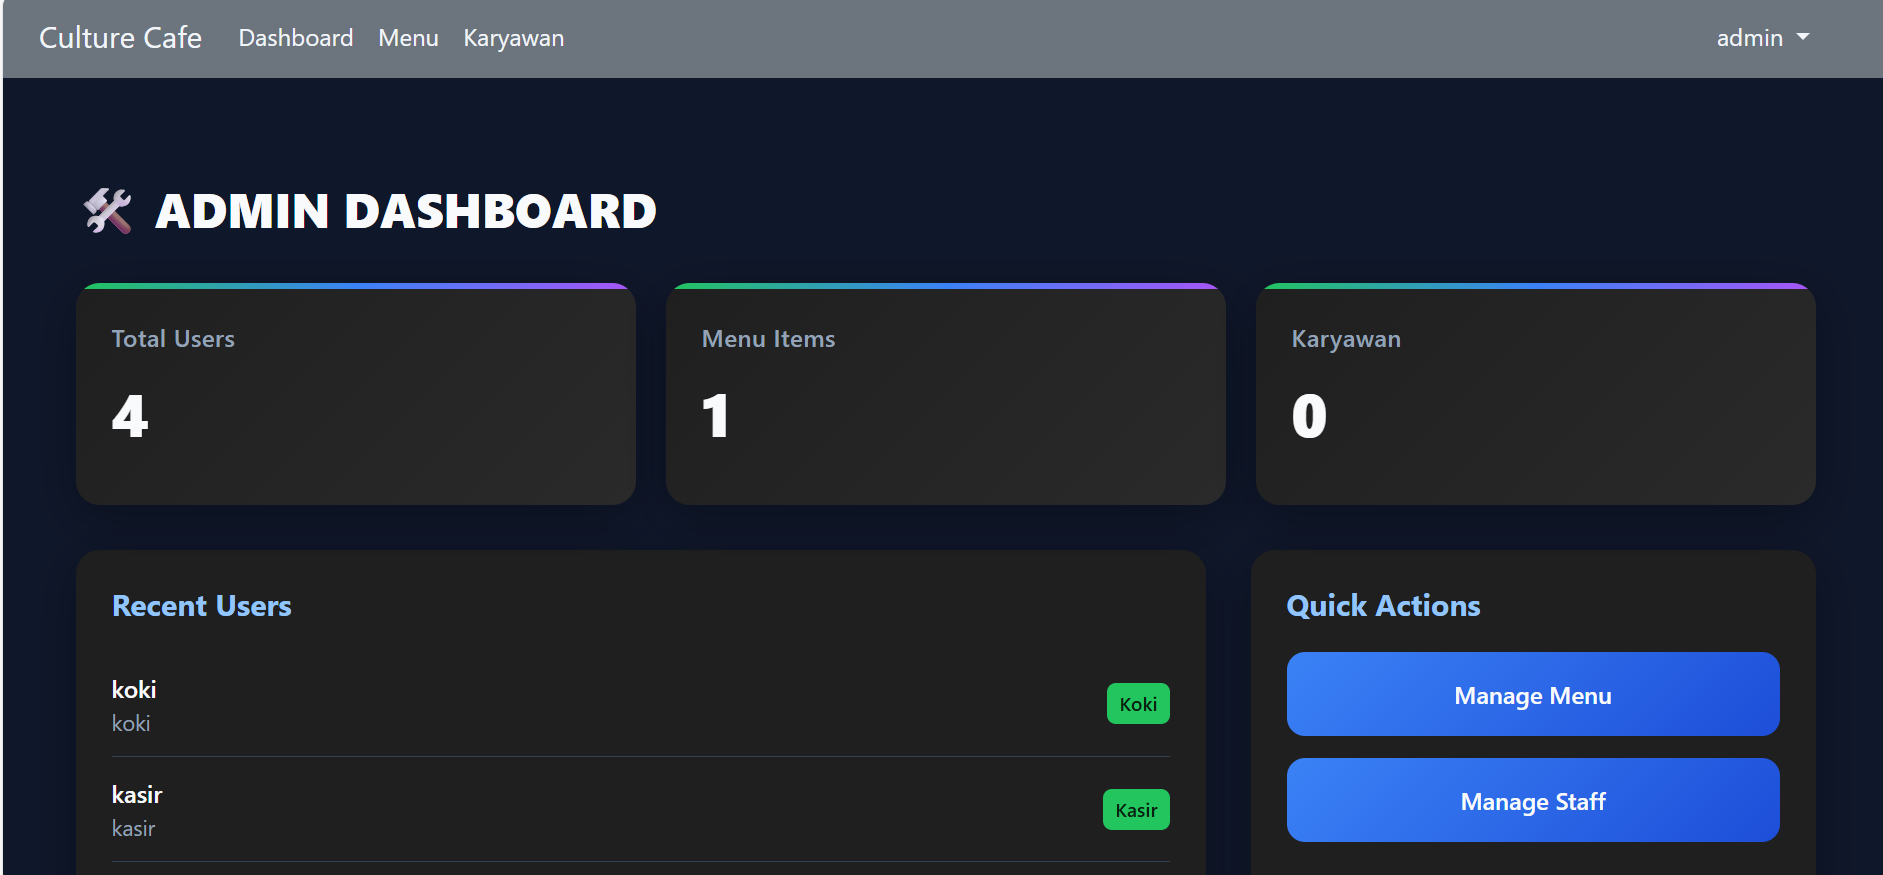 Culture Cafe Dashboard Menu Karyawan admin
ADMIN DASHBOARD
Total Users
4
Menu Items
1
Karyawan
0
Recent Users
koki
koki
Koki
kasir
kasir
Kasir
Quick Actions
Manage Menu
Manage Staff